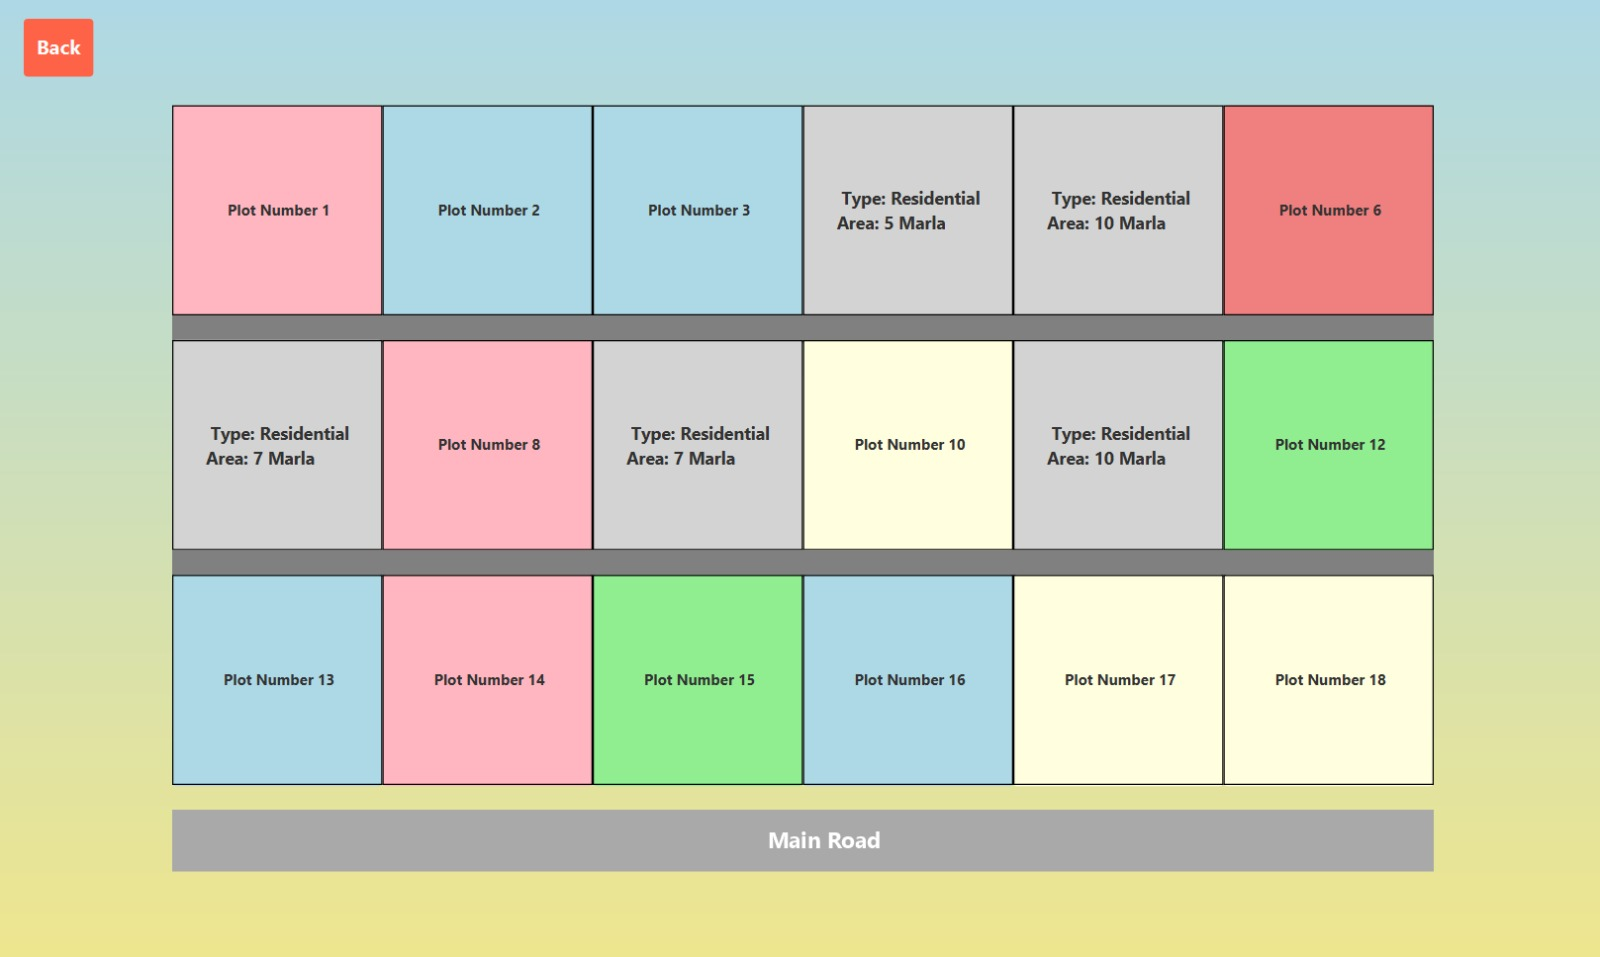 Back
Plot Number 1
Plot Number 2
Plot Number 3
Type: Residential
Area: 5 Marla
Type: Residential
Area: 10 Marla
Plot Number 6
Type: Residential
Area: 7 Marla
Plot Number 8
Type: Residential
Area: 7 Marla
Plot Number 10
Type: Residential
Area: 10 Marla
Plot Number 12
Plot Number 13
Plot Number 14
Plot Number 15
Plot Number 16
Plot Number 17
Plot Number 18
Main Road